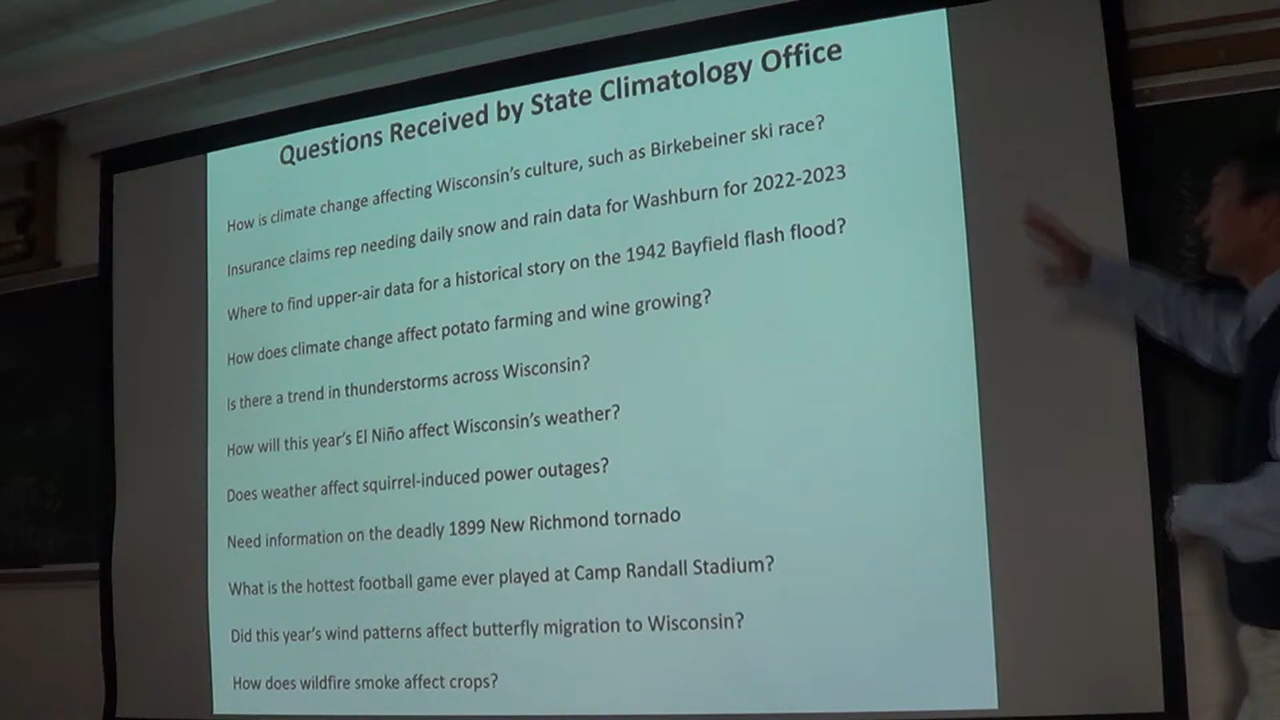 Questions Received by State Climatology Office
How is climate change affecting Wisconsin's culture, such as Birkebeiner ski race?
Insurance claims rep needing daily snow and rain data for Washburn for 2022-2023
Where to find upper-air data for a historical story on the 1942 Bayfield flash flood?
How does climate change affect potato farming and wine growing?
Is there a trend in thunderstorms across Wisconsin?
How will this year's El Niño affect Wisconsin's weather?
Does weather affect squirrel-induced power outages?
Need information on the deadly 1899 New Richmond tornado
What is the hottest football game ever played at Camp Randall Stadium?
Did this year's wind patterns affect butterfly migration to Wisconsin?
How does wildfire smoke affect crops?